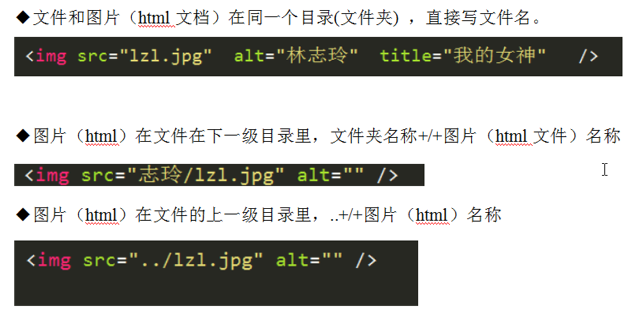 ◆文件和图片（html 文档）在同一个目录(文件夹) ，直接写文件名。
<img src="lzl.jpg"  alt="林志玲"  title="我的女神"   />
◆图片（html）在文件在下一级目录里，文件夹名称+/+图片（html 文件）名称
<img src="志玲/lzl.jpg" alt="" />
◆图片（html）在文件的上一级目录里，..+/+图片（html）名称
<img src="../lzl.jpg" alt="" />